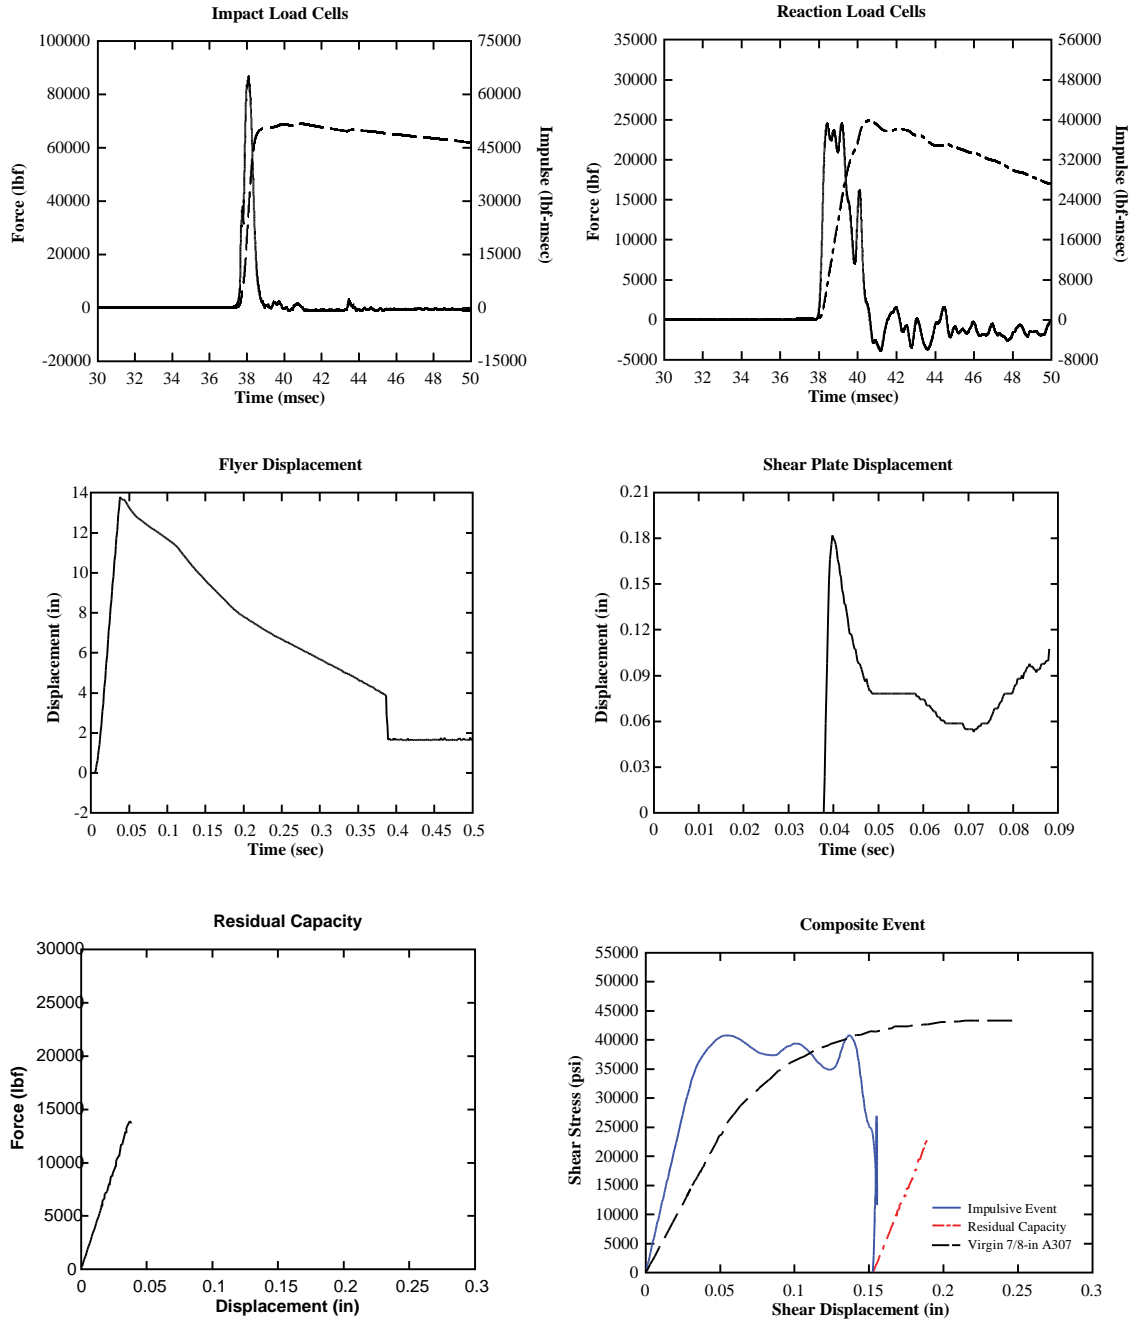 Impact Load Cells
100000
80000
60000
40000
20000
0
-20000
75000
60000
45000
30000
15000
0
-15000
30 32 34 36 38 40 42 44 46 48 50
Time (msec)
Force (lbf)
Impulse (lbf-msec)
Reaction Load Cells
35000
30000
25000
20000
15000
10000
5000
0
-5000
56000
48000
40000
32000
24000
16000
8000
0
-8000
30 32 34 36 38 40 42 44 46 48 50
Time (msec)
Force (lbf)
Impulse (lbf-msec)
Flyer Displacement
14
12
10
8
6
4
2
0
-2
0 0.05 0.1 0.15 0.2 0.25 0.3 0.35 0.4 0.45 0.5
Time (sec)
Displacement (in)
Shear Plate Displacement
0.21
0.18
0.15
0.12
0.09
0.06
0.03
0
0 0.01 0.02 0.03 0.04 0.05 0.06 0.07 0.08 0.09
Time (sec)
Displacement (in)
Residual Capacity
30000
25000
20000
15000
10000
5000
0
0 0.05 0.1 0.15 0.2 0.25 0.3
Displacement (in)
Force (lbf)
Composite Event
55000
50000
45000
40000
35000
30000
25000
20000
15000
10000
5000
0
0 0.05 0.1 0.15 0.2 0.25 0.3
Shear Displacement (in)
Shear Stress (psi)
Impulsive Event
Residual Capacity
Virgin 7/8-in A307